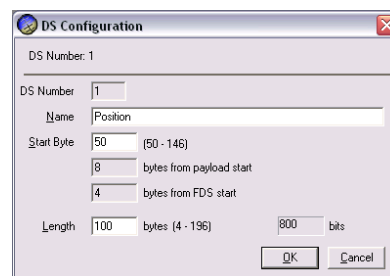 DS Configuration
DS Number: 1
DS Number 1
Name Position
Start Byte 50 (50 - 146)
8 bytes from payload start
4 bytes from FDS start
Length 100 bytes (4 - 196) 800 bits
OK Cancel